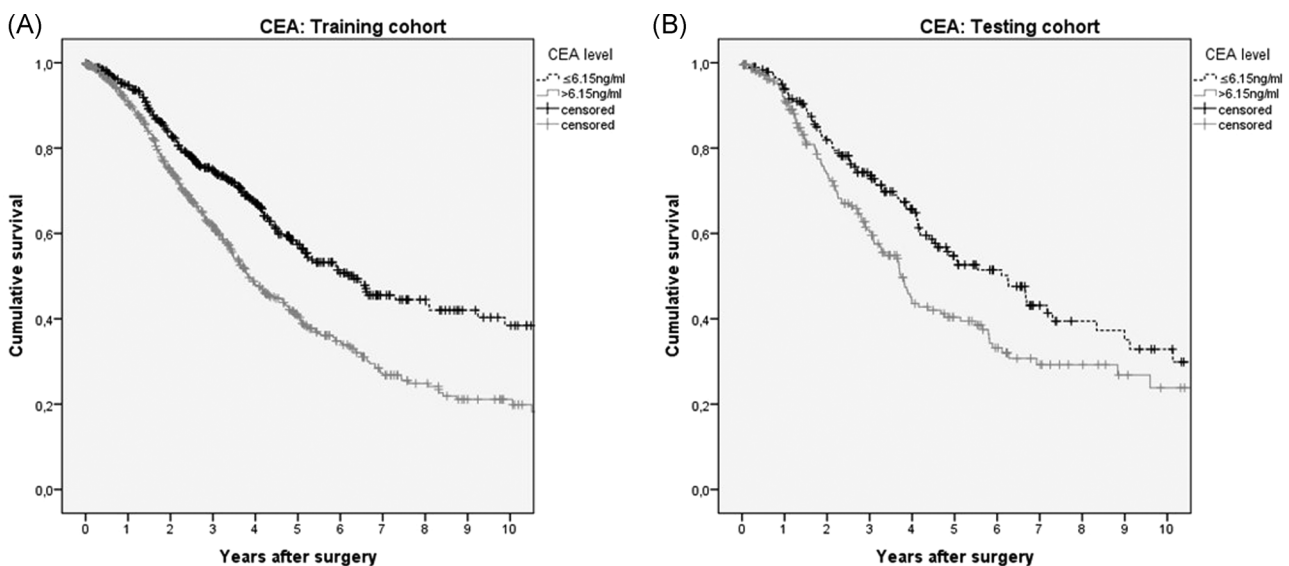 (A)
CEA: Training cohort
CEA level
≤6.15ng/ml
>6.15ng/ml
censored
censored
1,0
0,8
0,6
0,4
0,2
0,0
Cumulative survival
0 1 2 3 4 5 6 7 8 9 10
Years after surgery
(B)
CEA: Testing cohort
CEA level
≤6.15ng/ml
>6.15ng/ml
censored
censored
1,0
0,8
0,6
0,4
0,2
0,0
Cumulative survival
0 1 2 3 4 5 6 7 8 9 10
Years after surgery